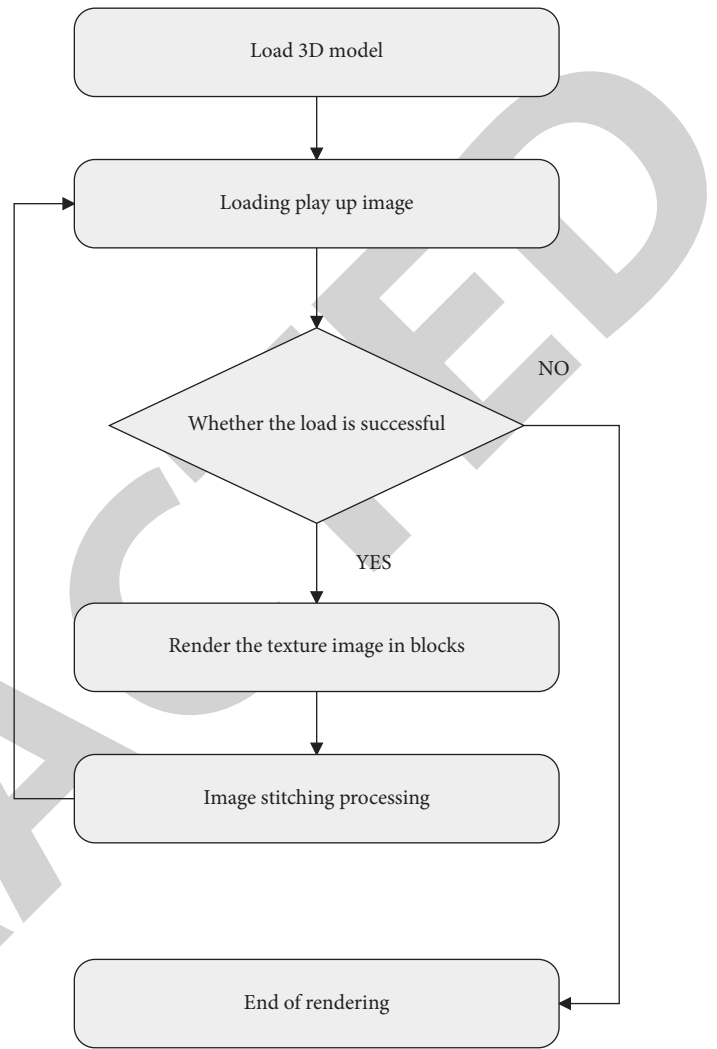 Load 3D model
Loading play up image
Whether the load is successful
NO
YES
Render the texture image in blocks
Image stitching processing
End of rendering